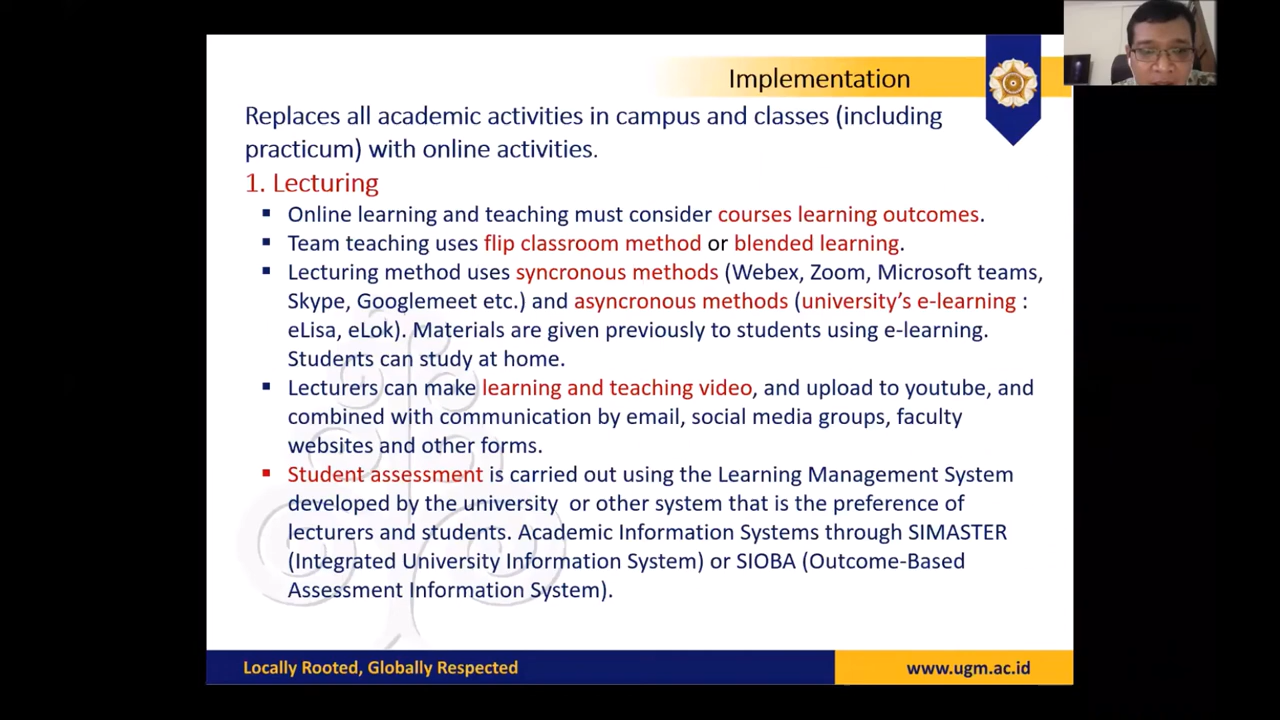 Implementation
Replaces all academic activities in campus and classes (including
practicum) with online activities.
1. Lecturing
▪ Online learning and teaching must consider courses learning outcomes.
▪ Team teaching uses flip classroom method or blended learning.
▪ Lecturing method uses syncronous methods (Webex, Zoom, Microsoft teams,
Skype, Googlemeet etc.) and asyncronous methods (university's e-learning :
eLisa, eLok). Materials are given previously to students using e-learning.
Students can study at home.
▪ Lecturers can make learning and teaching video, and upload to youtube, and
combined with communication by email, social media groups, faculty
websites and other forms.
▪ Student assessment is carried out using the Learning Management System
developed by the university or other system that is the preference of
lecturers and students. Academic Information Systems through SIMASTER
(Integrated University Information System) or SIOBA (Outcome-Based
Assessment Information System).
Locally Rooted, Globally Respected
www.ugm.ac.id